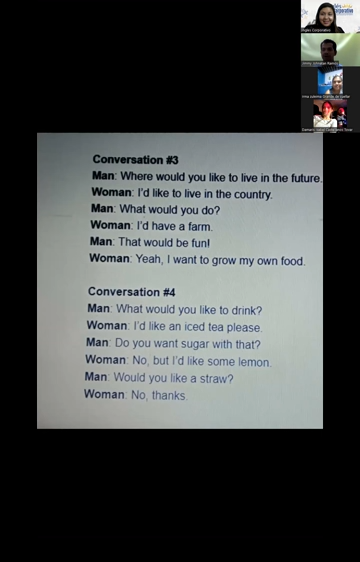 Conversation #3
Man: Where would you like to live in the future.
Woman: I'd like to live in the country.
Man: What would you do?
Woman: I'd have a farm.
Man: That would be fun!
Woman: Yeah, I want to grow my own food.
Conversation #4
Man: What would you like to drink?
Woman: I'd like an iced tea please.
Man: Do you want sugar with that?
Woman: No, but I'd like some lemon.
Man: Would you like a straw?
Woman: No, thanks.